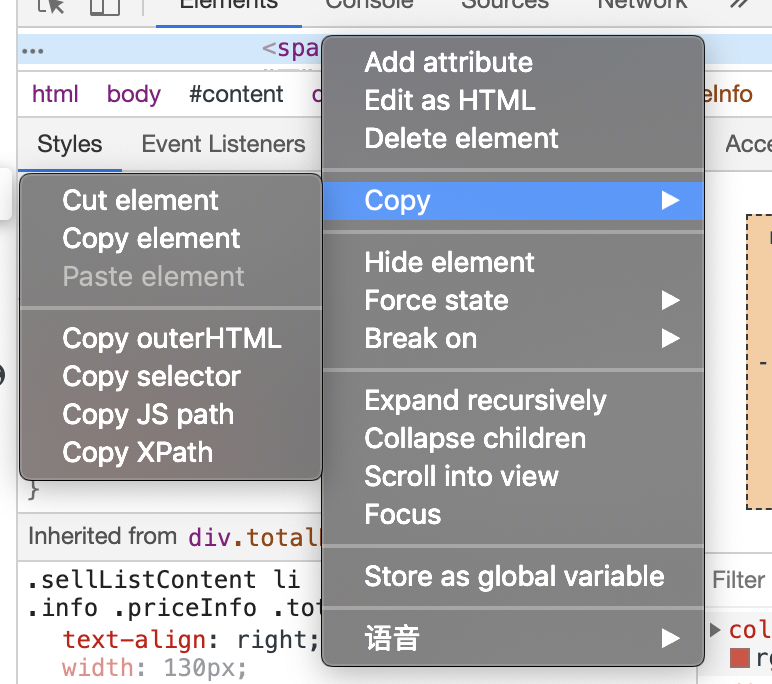 Elements Console Sources Network »
... <spa
html body #content
eInfo
Styles Event Listeners
Acce
Cut element
Copy element
Paste element
Copy outerHTML
Copy selector
Copy JS path
Copy XPath
Add attribute
Edit as HTML
Delete element
Copy
Hide element
Force state
Break on
Expand recursively
Collapse children
Scroll into view
Focus
Store as global variable
语音
}
Inherited from div.total
.sellListContent li
.info .priceInfo .tot
text-align: right;
width: 130px;
Filter
col
rg